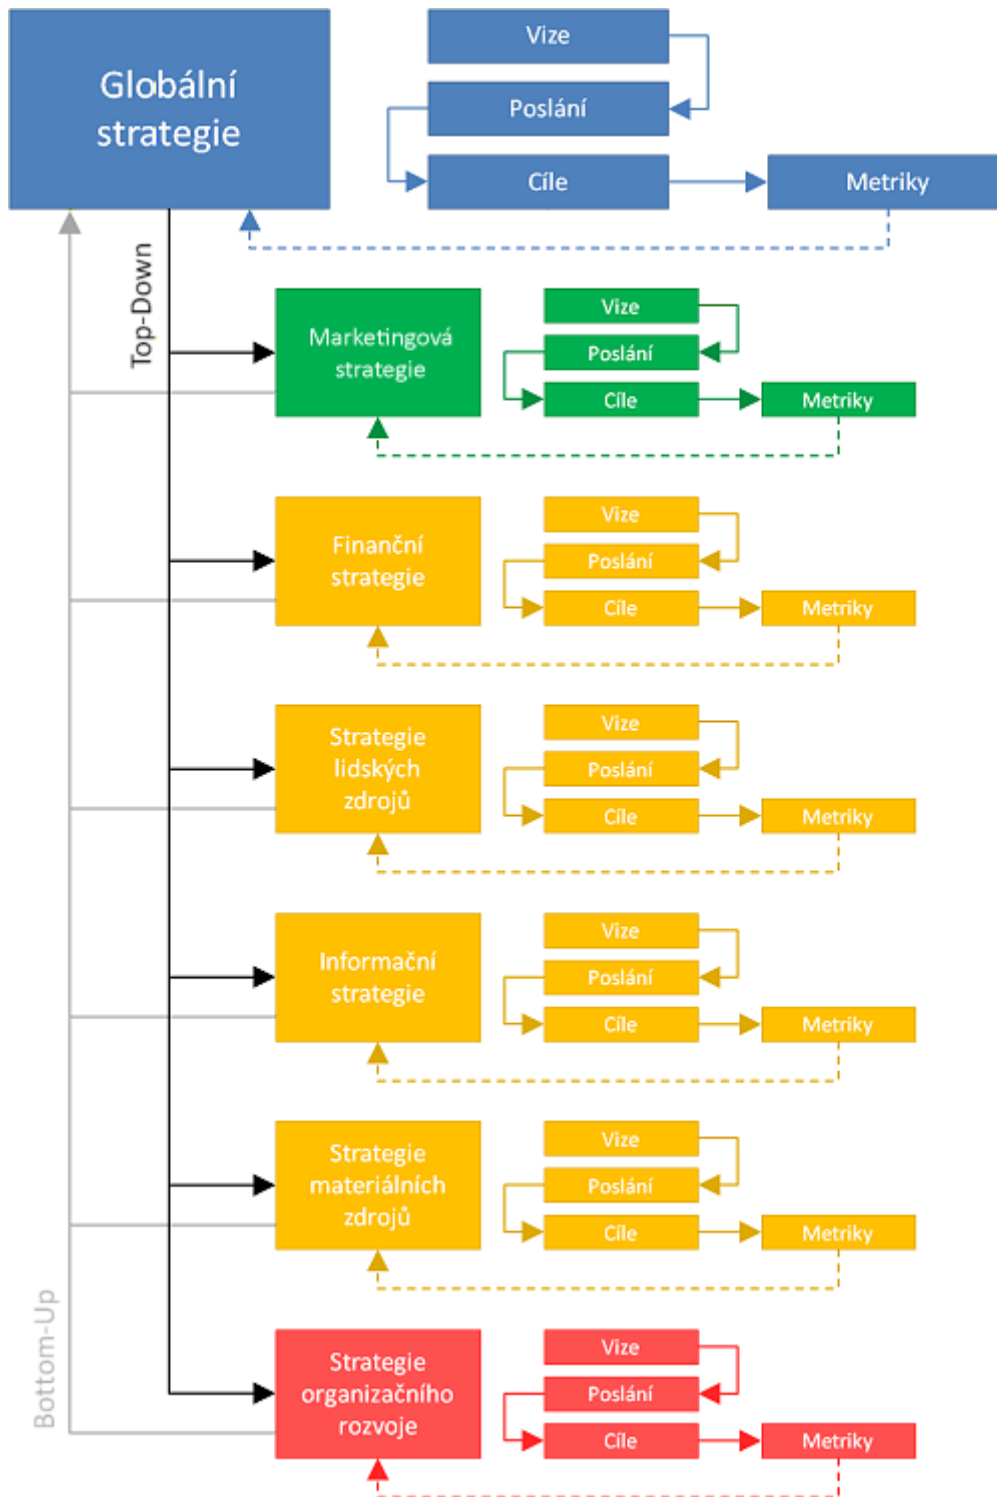 Globální
strategie
Vize
Poslání
Cíle
Metriky
Top-Down
Marketingová
strategie
Vize
Poslání
Cíle
Metriky
Finanční
strategie
Vize
Poslání
Cíle
Metriky
Strategie
lidských
zdrojů
Vize
Poslání
Cíle
Metriky
Informační
strategie
Vize
Poslání
Cíle
Metriky
Strategie
materiálních
zdrojů
Vize
Poslání
Cíle
Metriky
Bottom-Up
Strategie
organizačního
rozvoje
Vize
Poslání
Cíle
Metriky